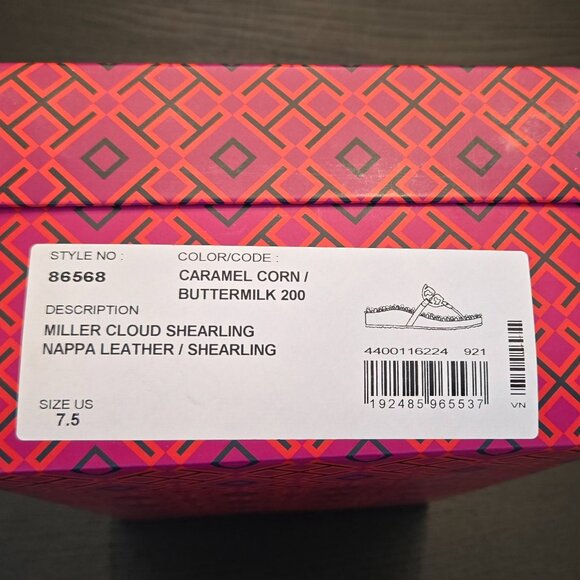 STYLE NO : COLOR/CODE :
86568 CARAMEL CORN /
BUTTERMILK 200
DESCRIPTION
MILLER CLOUD SHEARLING
NAPPA LEATHER / SHEARLING
4400116224 921
192485 965537
VN
SIZE US
7.5